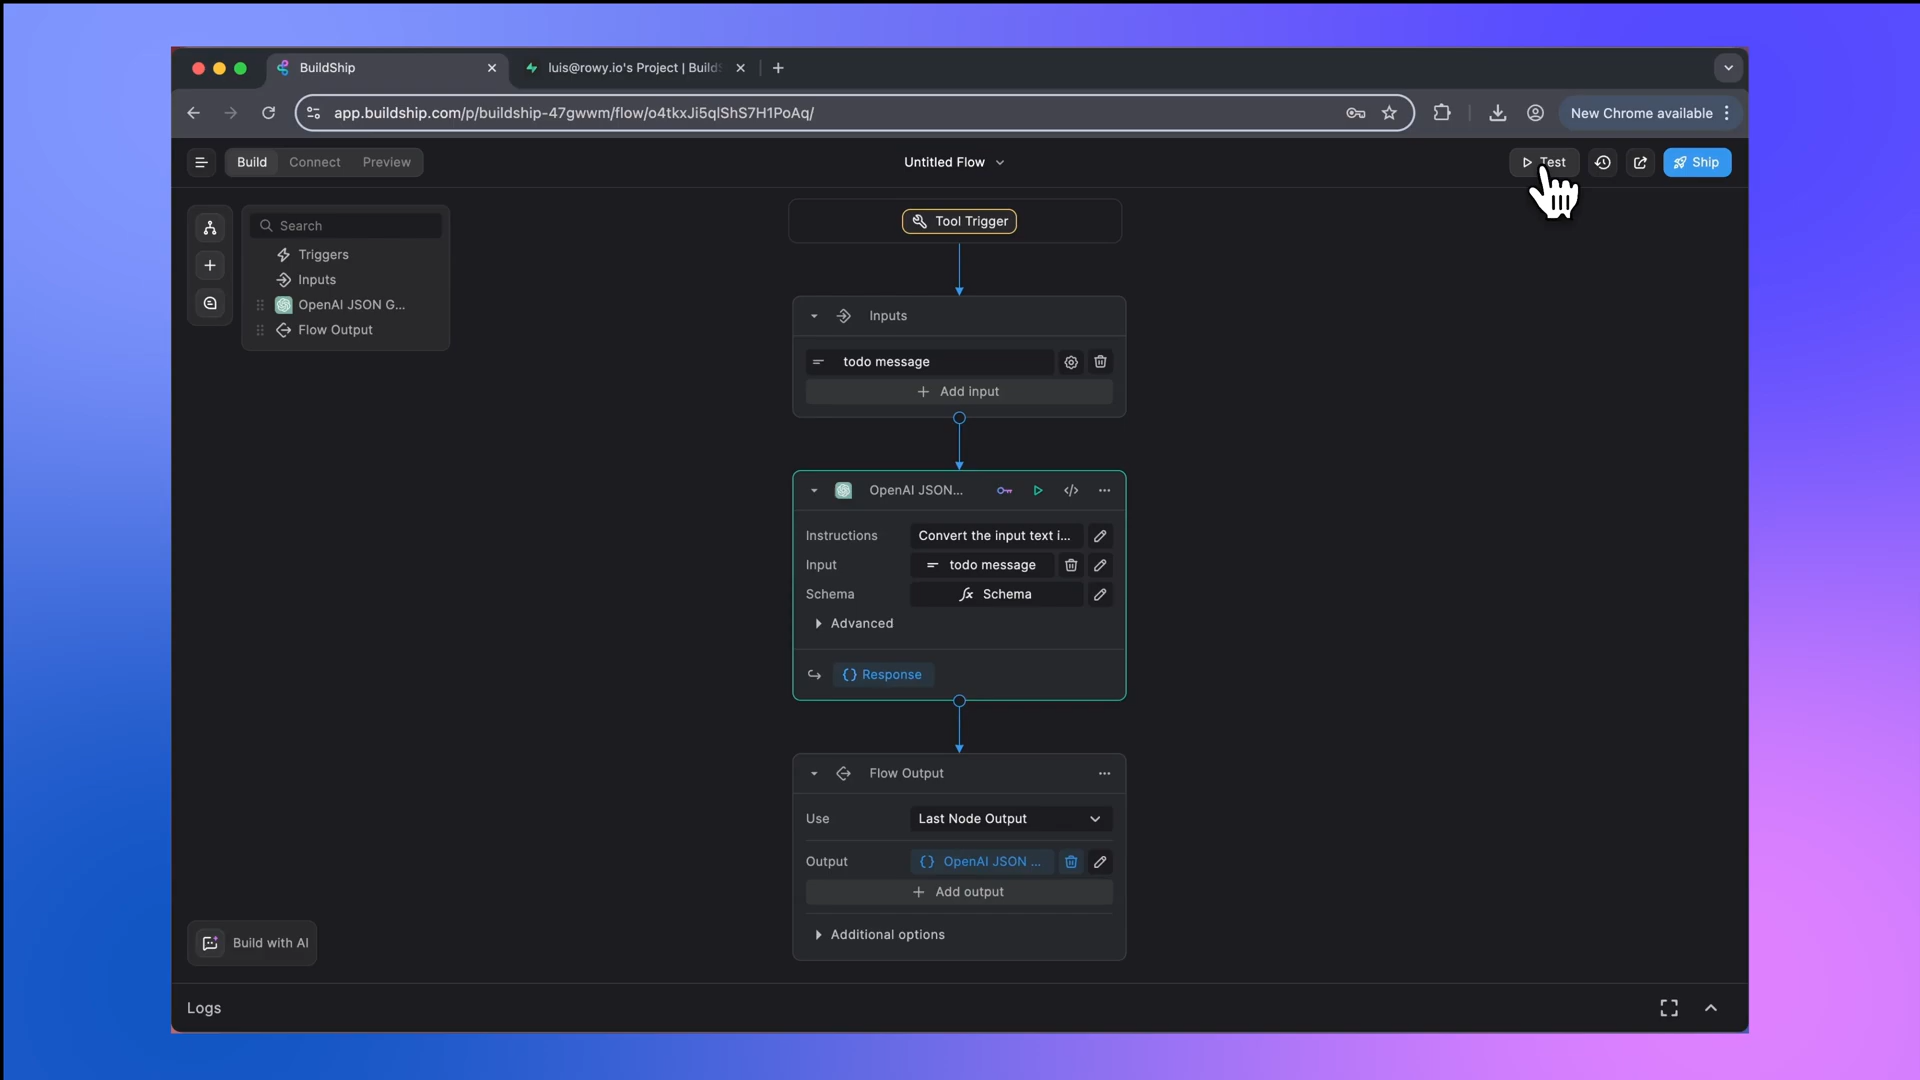 BuildShip
luis@rowy.io's Project | Build
app.buildship.com/p/buildship-47gwwm/flow/o4tkxJi5qlShS7H1PoAq/
New Chrome available
Build
Connect
Preview
Untitled Flow
Test
Ship
Search
Triggers
Inputs
OpenAI JSON G...
Flow Output
Tool Trigger
Inputs
todo message
Add input
OpenAI JSON...
Instructions
Convert the input text i...
Input
todo message
Schema
fx Schema
Advanced
{} Response
Flow Output
Use
Last Node Output
Output
{} OpenAI JSON ...
Add output
Additional options
Build with AI
Logs